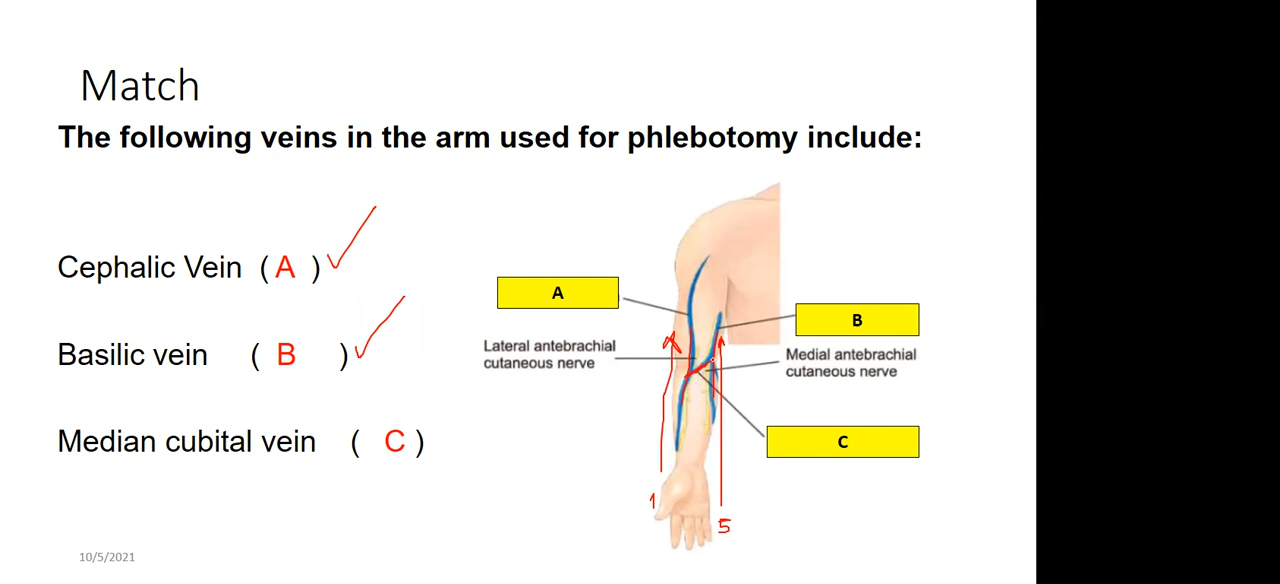 Match
The following veins in the arm used for phlebotomy include:
Cephalic Vein ( A )
Basilic vein ( B )
Median cubital vein ( C )
A
B
Lateral antebrachial
cutaneous nerve
Medial antebrachial
cutaneous nerve
C
1
5
10/5/2021